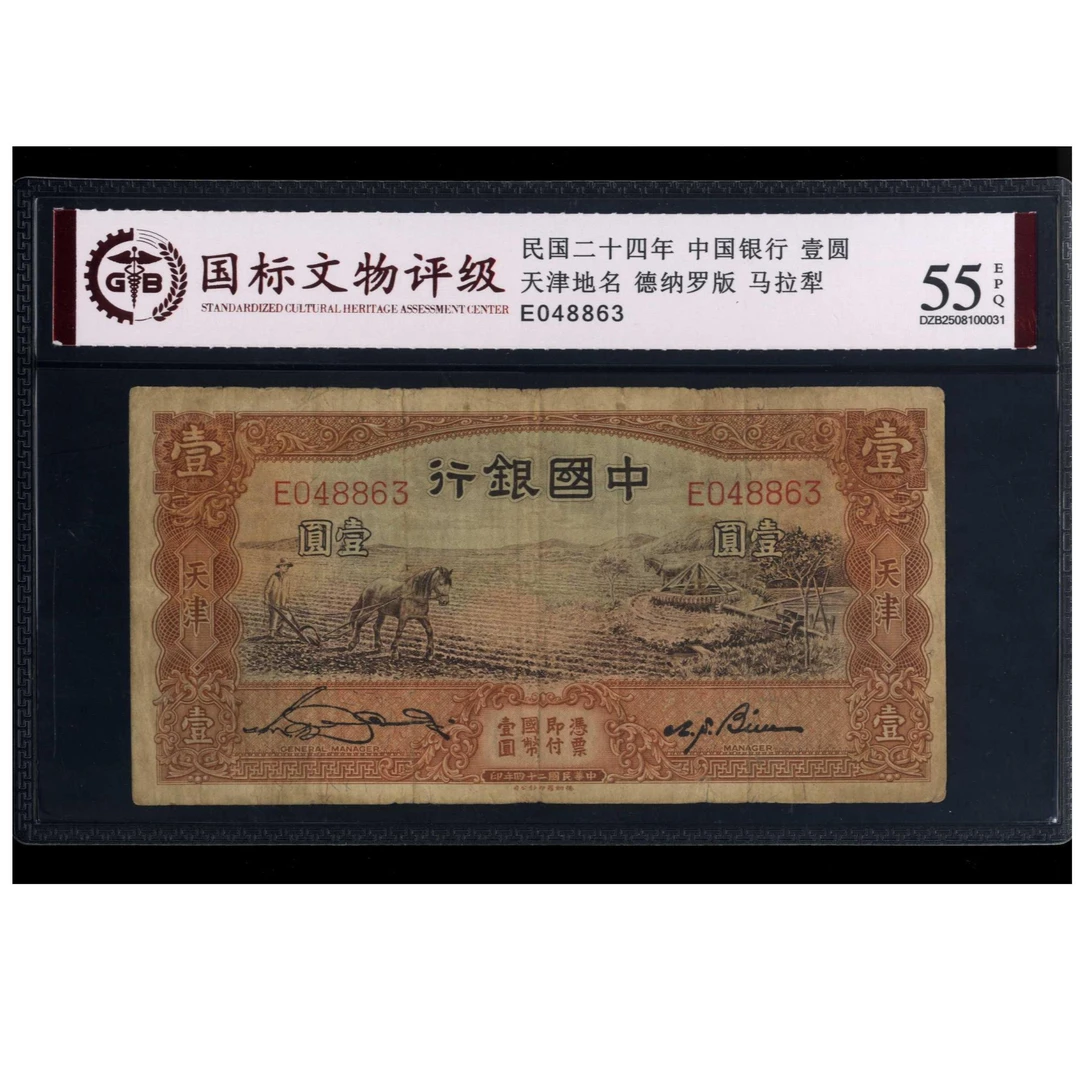 国标文物评级
STANDARDIZED CULTURAL HERITAGE ASSESSMENT CENTER
GB
民国二十四年 中国银行 壹圆
天津地名 德纳罗版 马拉犁
E048863
55
EPQ
DZB2508100031
壹
壹
行銀國中
E048863
E048863
圓壹
圓壹
天津
天津
壹
壹
憑票
即付
國幣
壹圓
GENERAL MANAGER
MANAGER
印年四十二國民華中